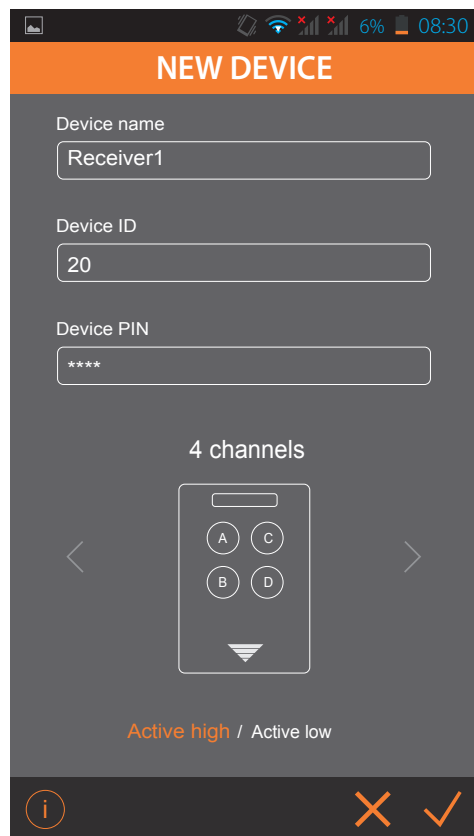 6% 08:30
NEW DEVICE
Device name
Receiver1
Device ID
20
Device PIN
****
4 channels
A C
B D
Active high / Active low
i